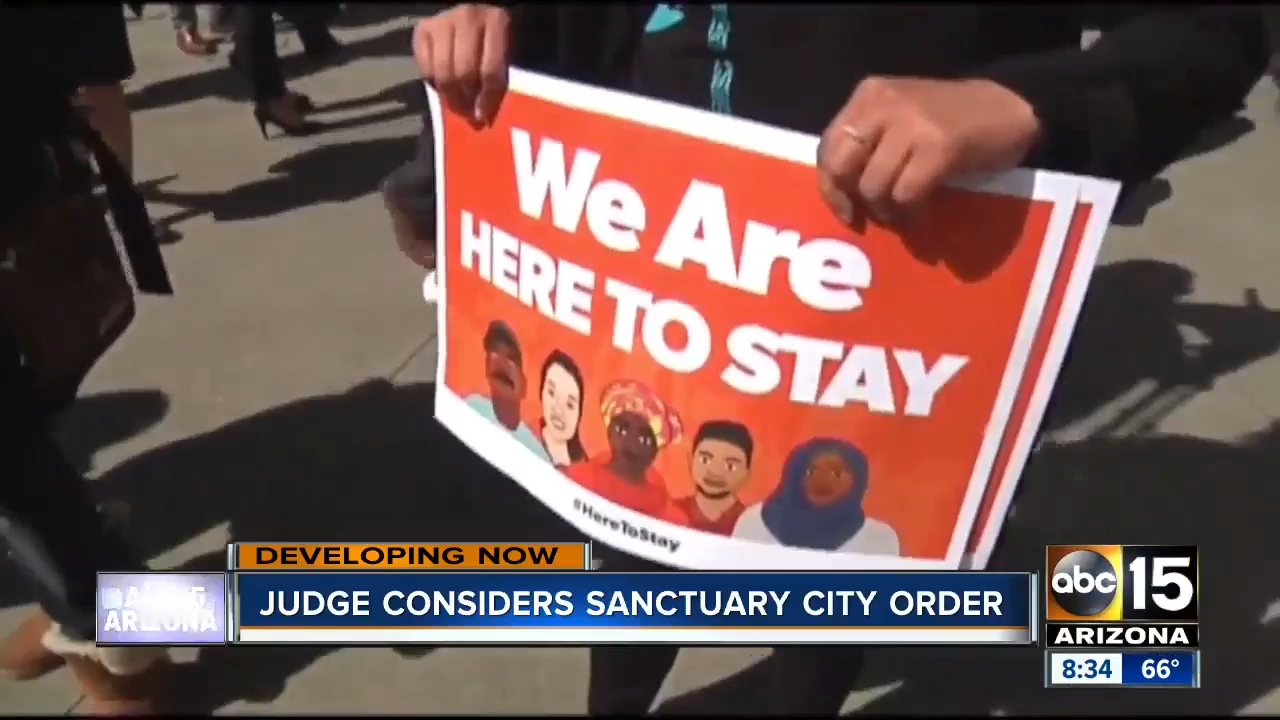 We Are
HERE TO STAY
#HereToStay
DEVELOPING NOW
JUDGE CONSIDERS SANCTUARY CITY ORDER
ARIZONA
abc 15
ARIZONA
8:34 66°